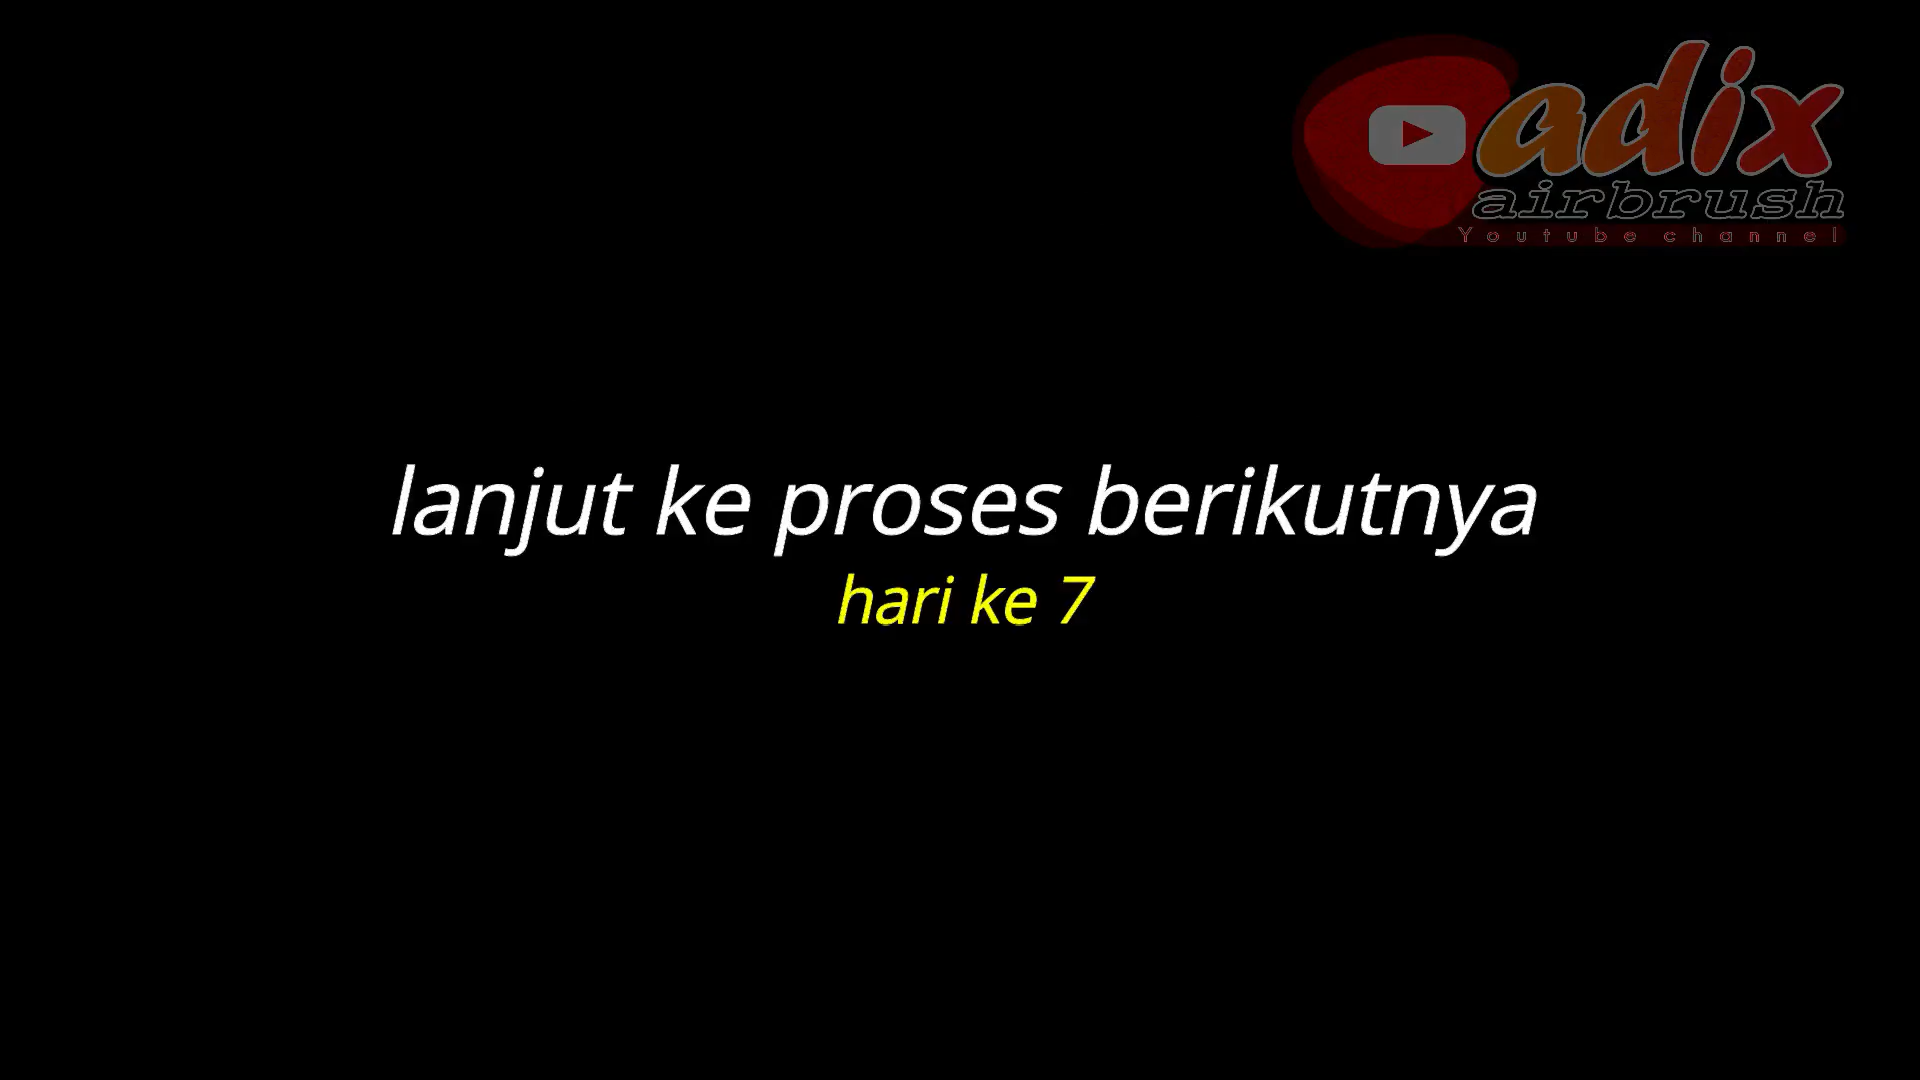 adix
airbrush
Youtube channel
lanjut ke proses berikutnya
hari ke 7